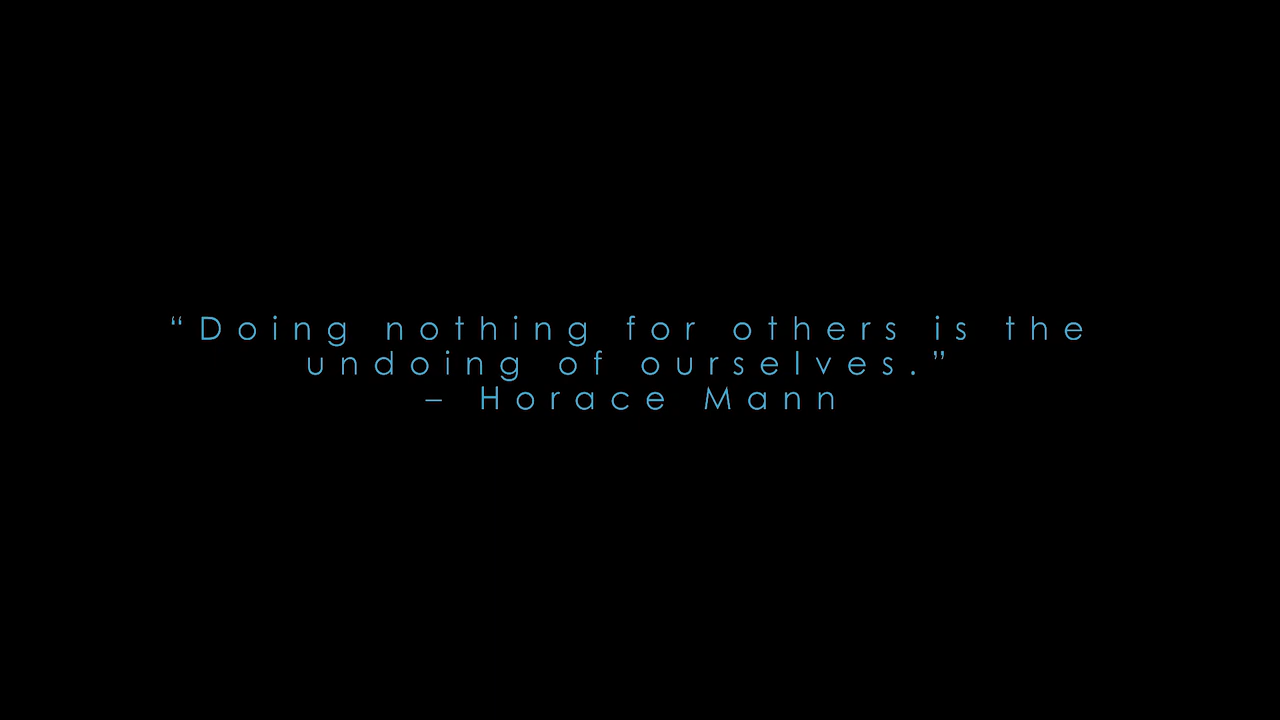 “Doing nothing for others is the
undoing of ourselves.”
– Horace Mann